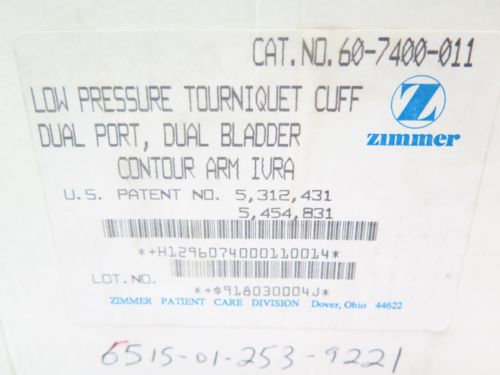 CAT.NO. 60-7400-011
LOW PRESSURE TOURNIQUET CUFF
DUAL PORT, DUAL BLADDER
CONTOUR ARM IVRA
Z
zimmer
U.S. PATENT NO. 5,312,431
5,454,831
*+H1296074000110014*
LOT.NO.
*+$918030004J*
ZIMMER PATIENT CARE DIVISION Dover, Ohio 44622
6515-01-253-9221